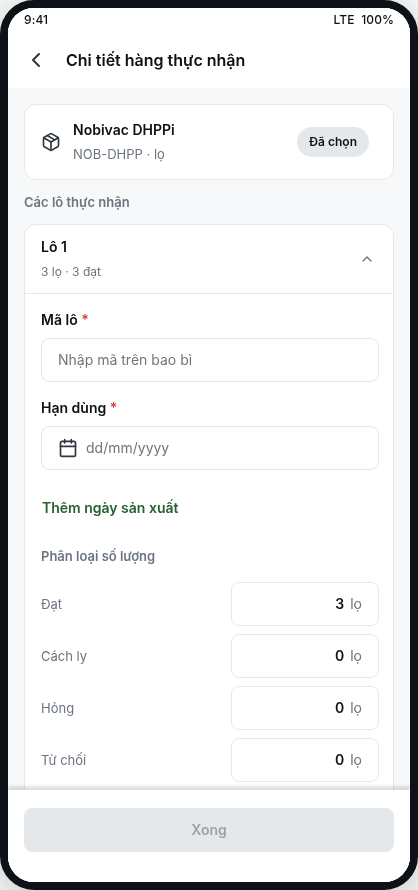 9:41 LTE 100%
Chi tiết hàng thực nhận
Nobivac DHPPi
NOB-DHPP · lọ
Đã chọn
Các lô thực nhận
Lô 1
3 lọ · 3 đạt
Mã lô *
Nhập mã trên bao bì
Hạn dùng *
dd/mm/yyyy
Thêm ngày sản xuất
Phân loại số lượng
Đạt 3 lọ
Cách ly 0 lọ
Hỏng 0 lọ
Từ chối 0 lọ
Xong